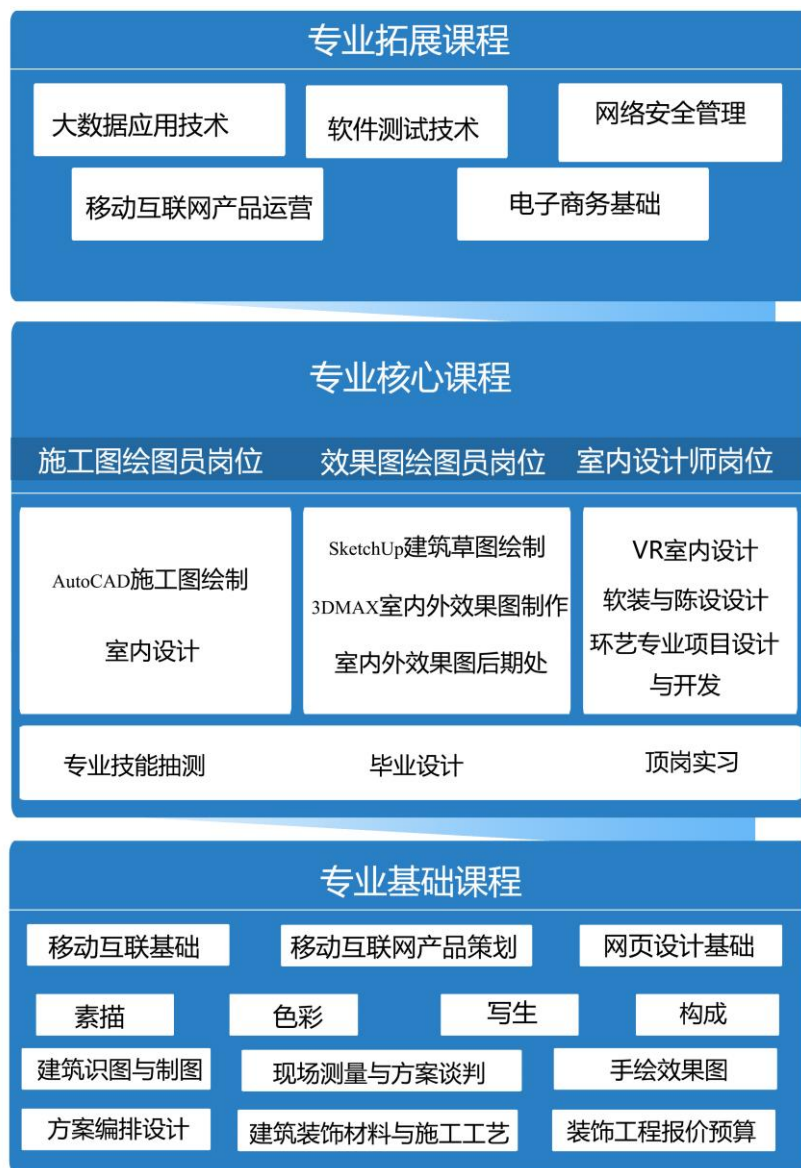 专业拓展课程
大数据应用技术
软件测试技术
网络安全管理
移动互联网产品运营
电子商务基础
专业核心课程
施工图绘图员岗位
效果图绘图员岗位
室内设计师岗位
AutoCAD施工图绘制
室内设计
SketchUp建筑草图绘制
3DMAX室内外效果图制作
室内外效果图后期处
VR室内设计
软装与陈设设计
环艺专业项目设计
与开发
专业技能抽测
毕业设计
顶岗实习
专业基础课程
移动互联基础
移动互联网产品策划
网页设计基础
素描
色彩
写生
构成
建筑识图与制图
现场测量与方案谈判
手绘效果图
方案编排设计
建筑装饰材料与施工工艺
装饰工程报价预算